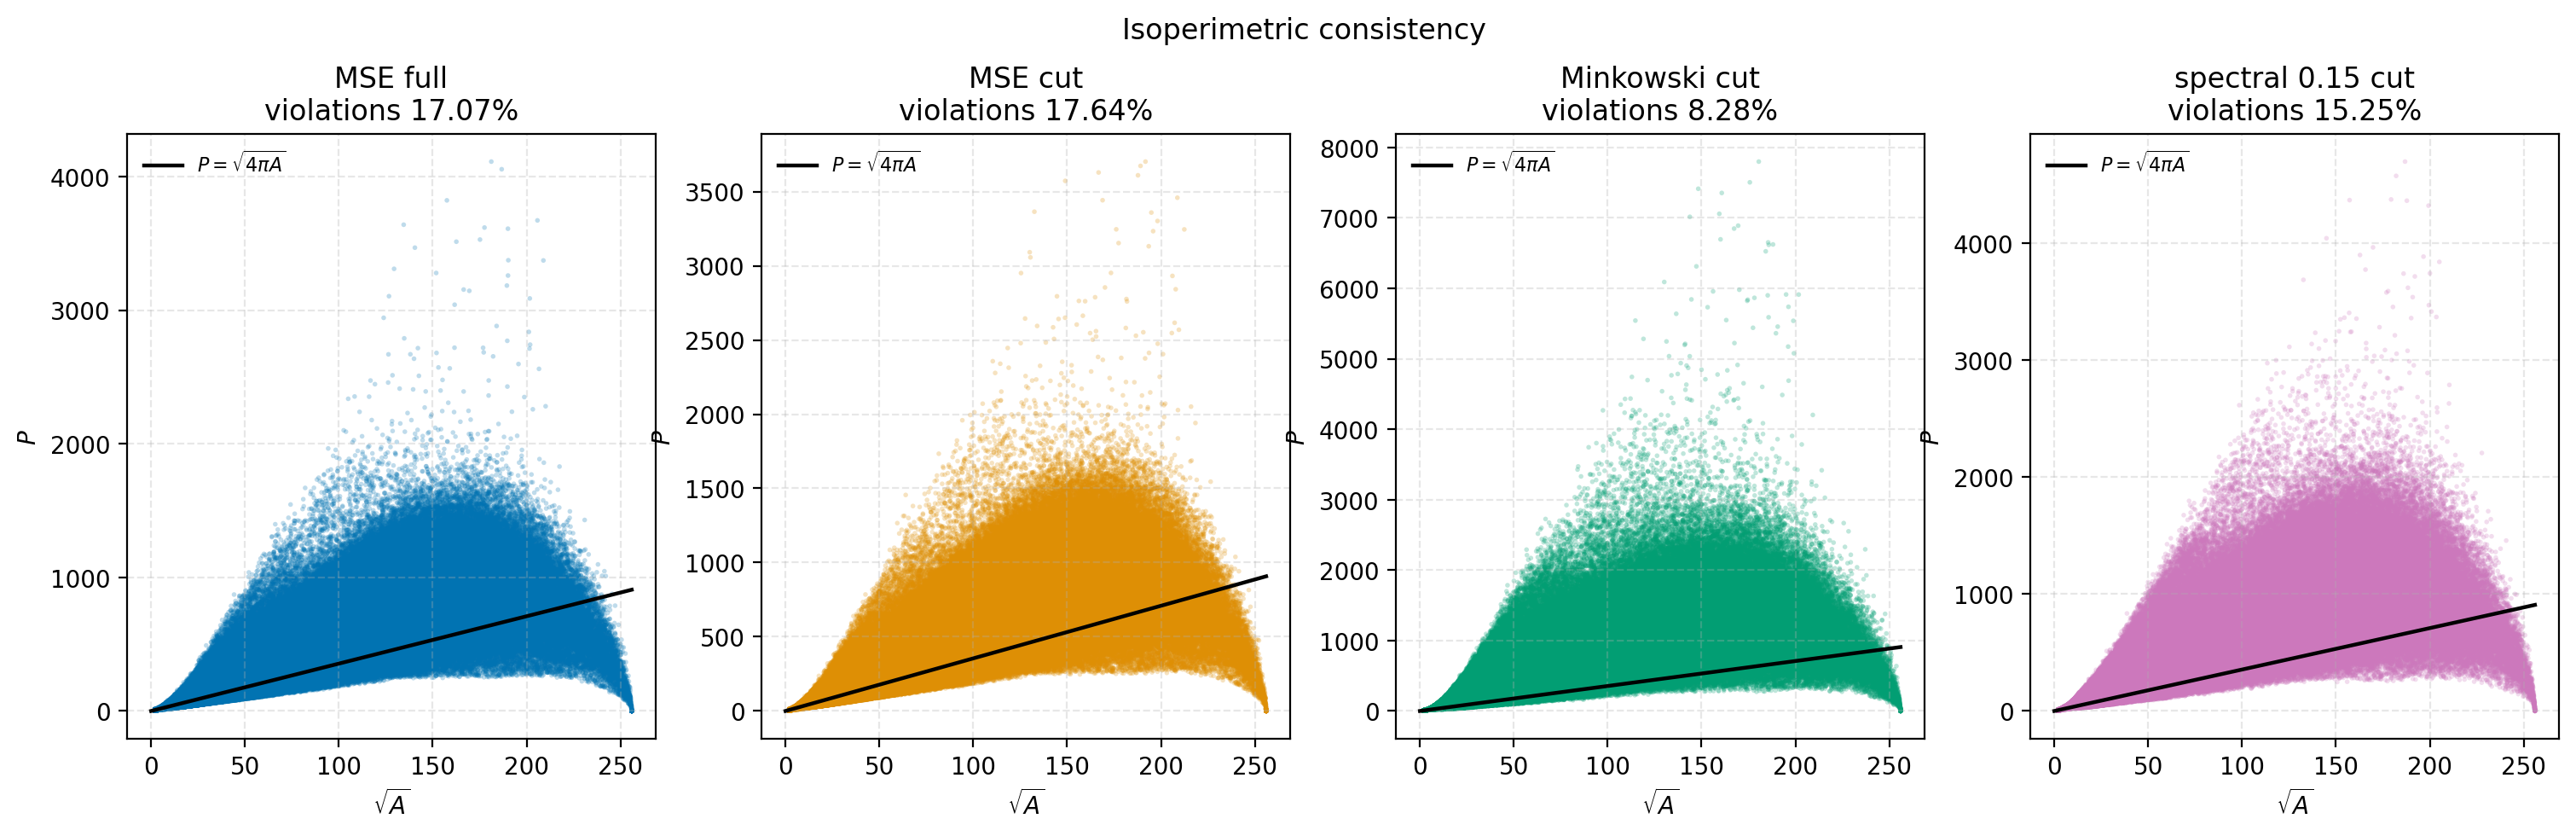 Isoperimetric consistency
MSE full
violations 17.07%
P = √4πA
4000
3000
2000
1000
0
P
0 50 100 150 200 250
√A
MSE cut
violations 17.64%
P = √4πA
3500
3000
2500
2000
1500
1000
500
0
P
0 50 100 150 200 250
√A
Minkowski cut
violations 8.28%
P = √4πA
8000
7000
6000
5000
4000
3000
2000
1000
0
P
0 50 100 150 200 250
√A
spectral 0.15 cut
violations 15.25%
P = √4πA
4000
3000
2000
1000
0
P
0 50 100 150 200 250
√A